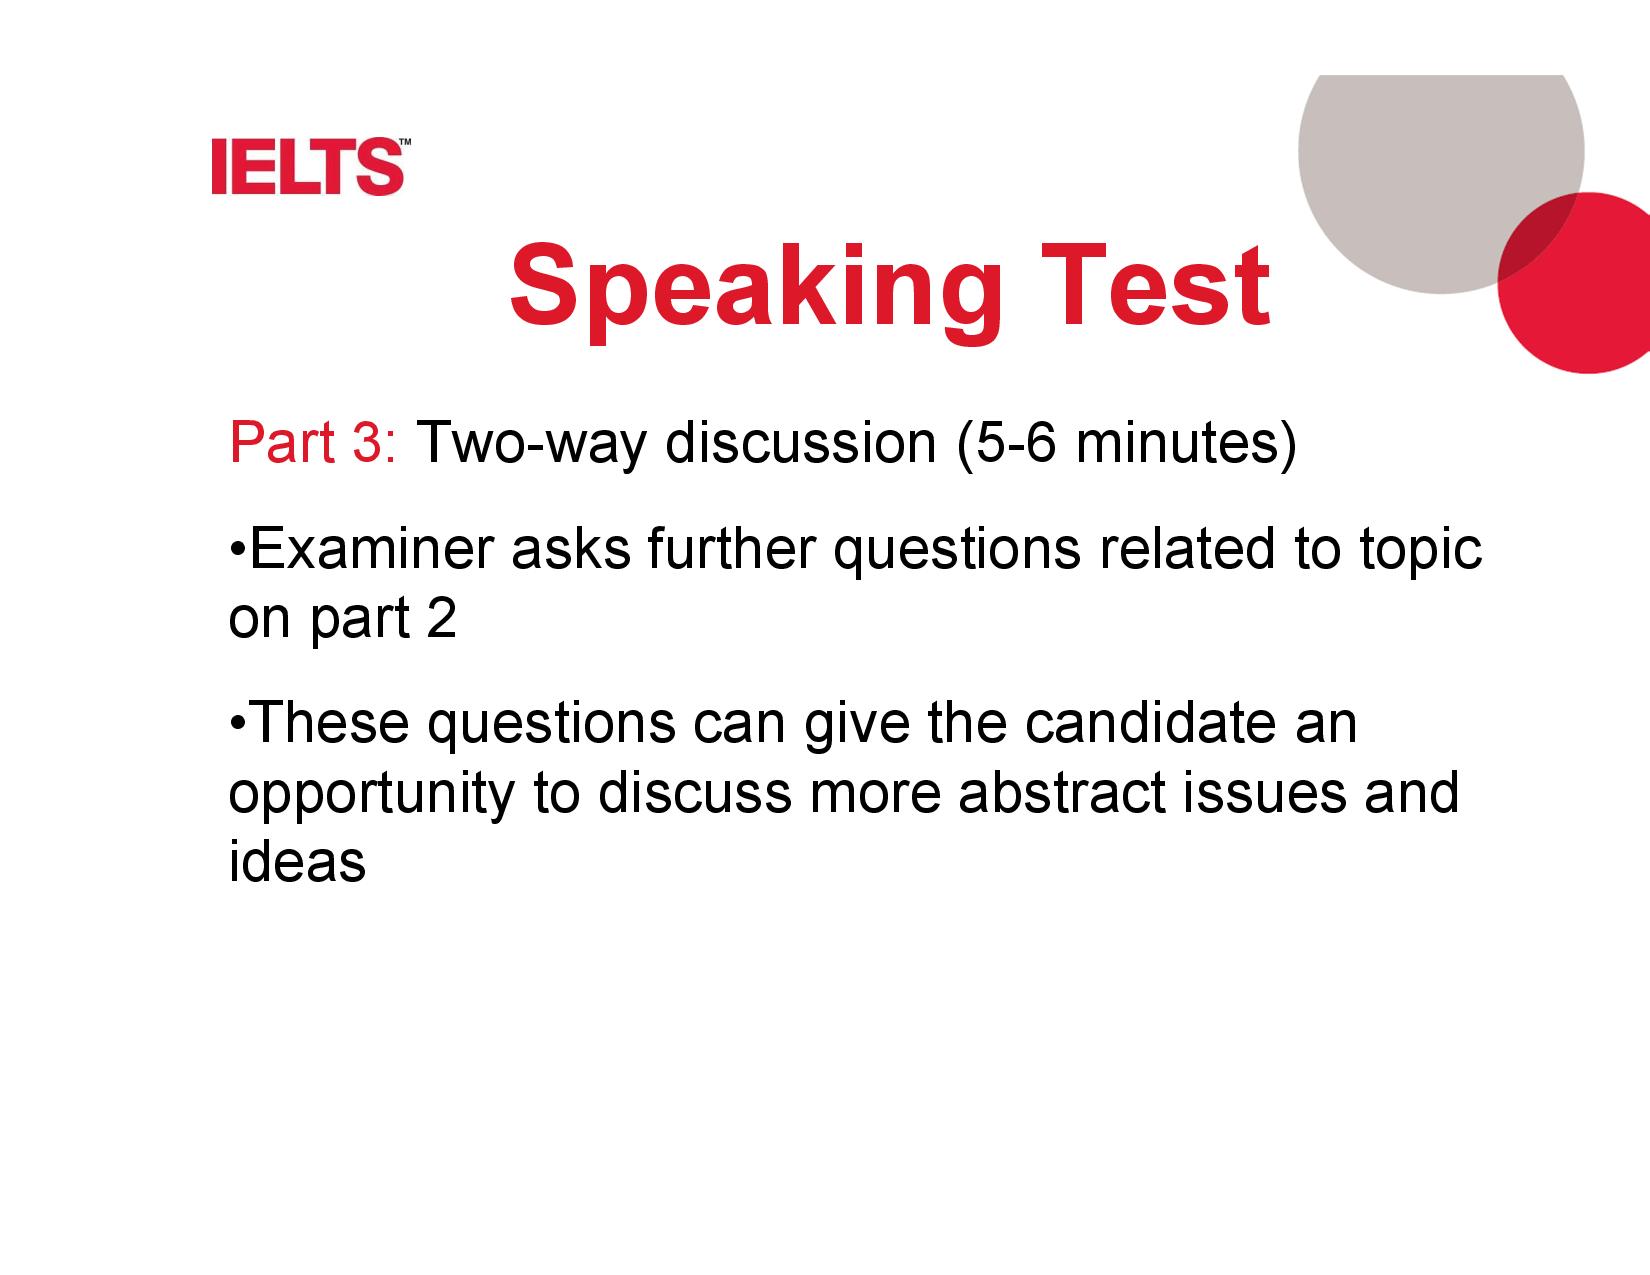 IELTS™
Speaking Test
Part 3: Two-way discussion (5-6 minutes)
•Examiner asks further questions related to topic
on part 2
•These questions can give the candidate an
opportunity to discuss more abstract issues and
ideas